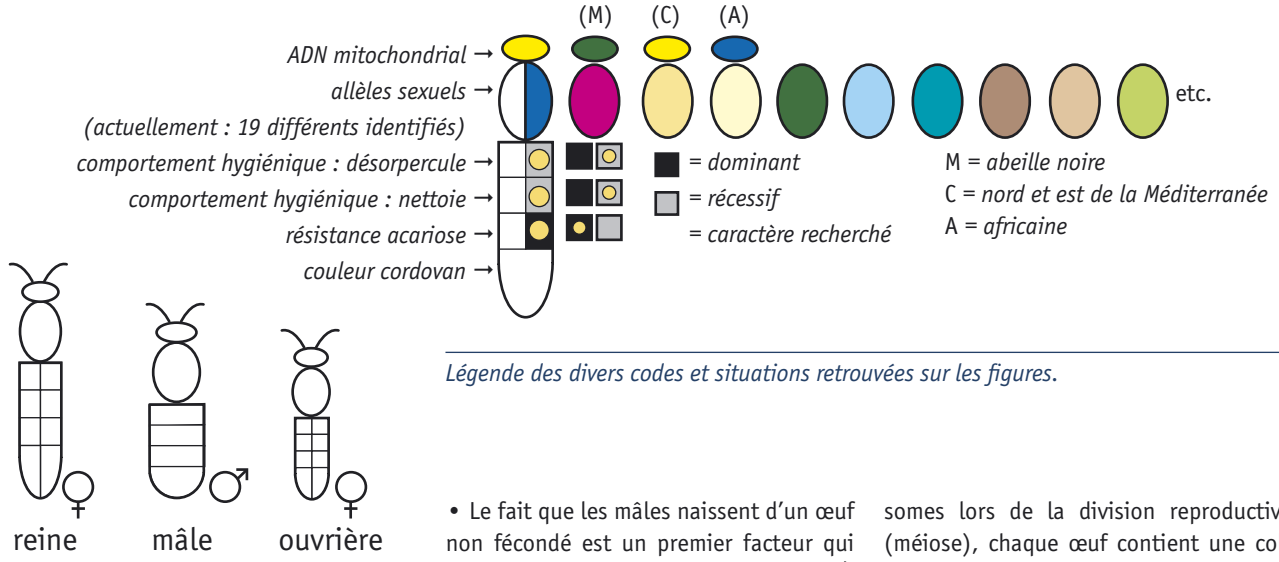 (M) (C) (A)
ADN mitochondrial →
allèles sexuels →
(actuellement : 19 différents identifiés)
etc.
comportement hygiénique : désorpercule →
comportement hygiénique : nettoie →
résistance acariose →
couleur cordovan →
= dominant
= récessif
= caractère recherché
M = abeille noire
C = nord et est de la Méditerranée
A = africaine
Légende des divers codes et situations retrouvées sur les figures.
♀ ♂ ♀
reine mâle ouvrière
• Le fait que les mâles naissent d’un œuf
non fécondé est un premier facteur qui
somes lors de la division reproductiv
(méiose), chaque œuf contient une co